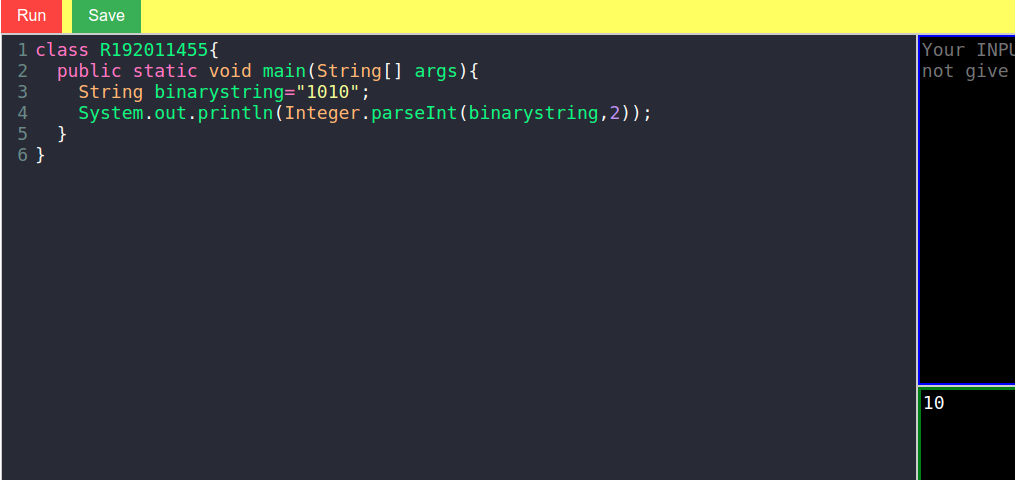 Run Save
1 class R192011455{
2   public static void main(String[] args){
3     String binarystring="1010";
4     System.out.println(Integer.parseInt(binarystring,2));
5   }
6 }
Your INPU
not give
10